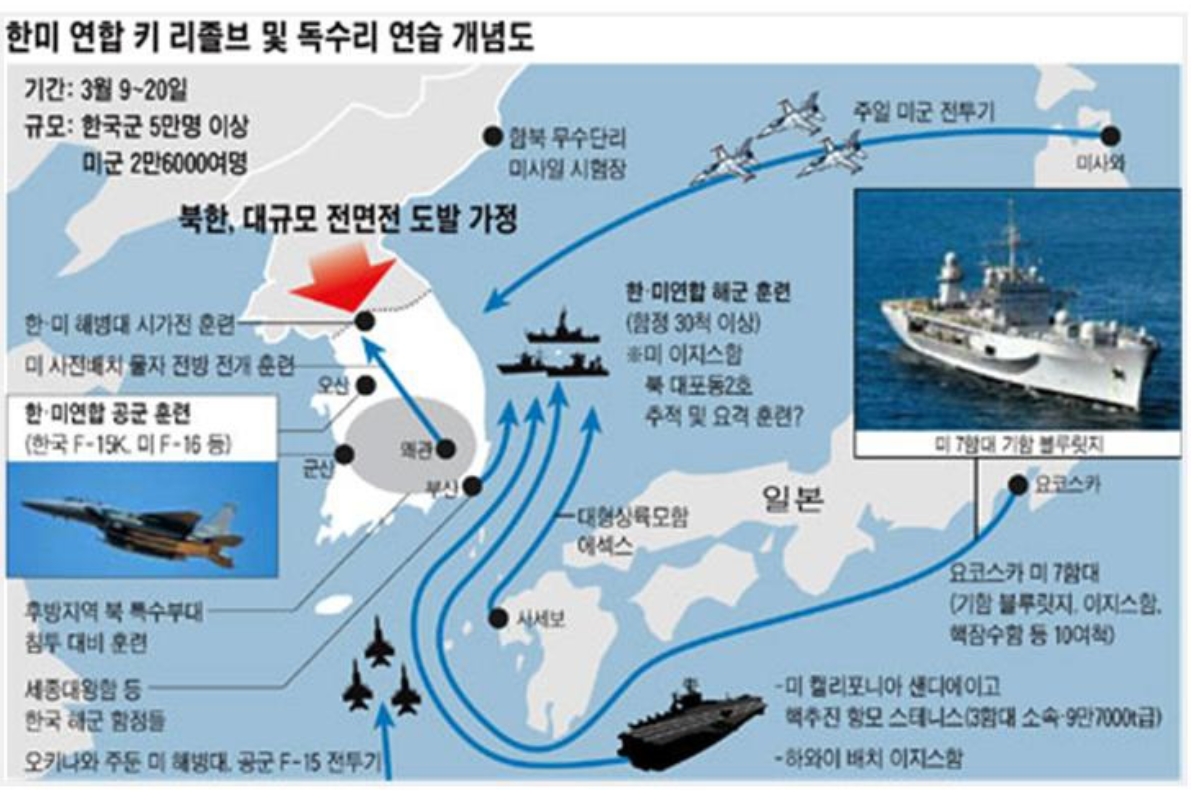 한미 연합 키 리졸브 및 독수리 연습 개념도
기간: 3월 9~20일
규모: 한국군 5만명 이상
미군 2만6000여명
함북 무수단리
미사일 시험장
주일 미군 전투기
미사와
북한, 대규모 전면전 도발 가정
한·미 해병대 시가전 훈련
미 사전배치 물자 전방 전개 훈련
오산
한·미연합 공군 훈련
(한국 F-15K, 미 F-16 등)
군산
왜관
부산
한·미연합 해군 훈련
(함정 30척 이상)
※미 이지스함
북 대포동2호
추적 및 요격 훈련?
미 7함대 기함 블루릿지
일본
요코스카
대형상륙모함
에섹스
사세보
요코스카 미 7함대
(기함 블루릿지, 이지스함,
핵잠수함 등 10여척)
후방지역 북 특수부대
침투 대비 훈련
세종대왕함 등
한국 해군 함정들
오키나와 주둔 미 해병대, 공군 F-15 전투기
-미 캘리포니아 샌디에이고
핵추진 항모 스테니스(3함대 소속·9만7000t급)
-하와이 배치 이지스함